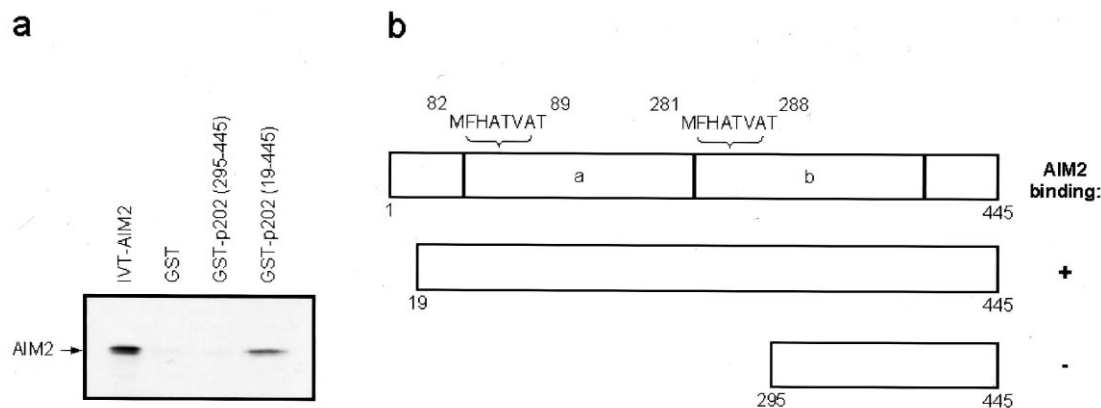 a
IVT-AIM2
GST
GST-p202 (295-445)
GST-p202 (19-445)
AIM2
b
82 89 281 288
MFHATVAT MFHATVAT
a b
AIM2
binding:
1 445
+
19 445
-
295 445